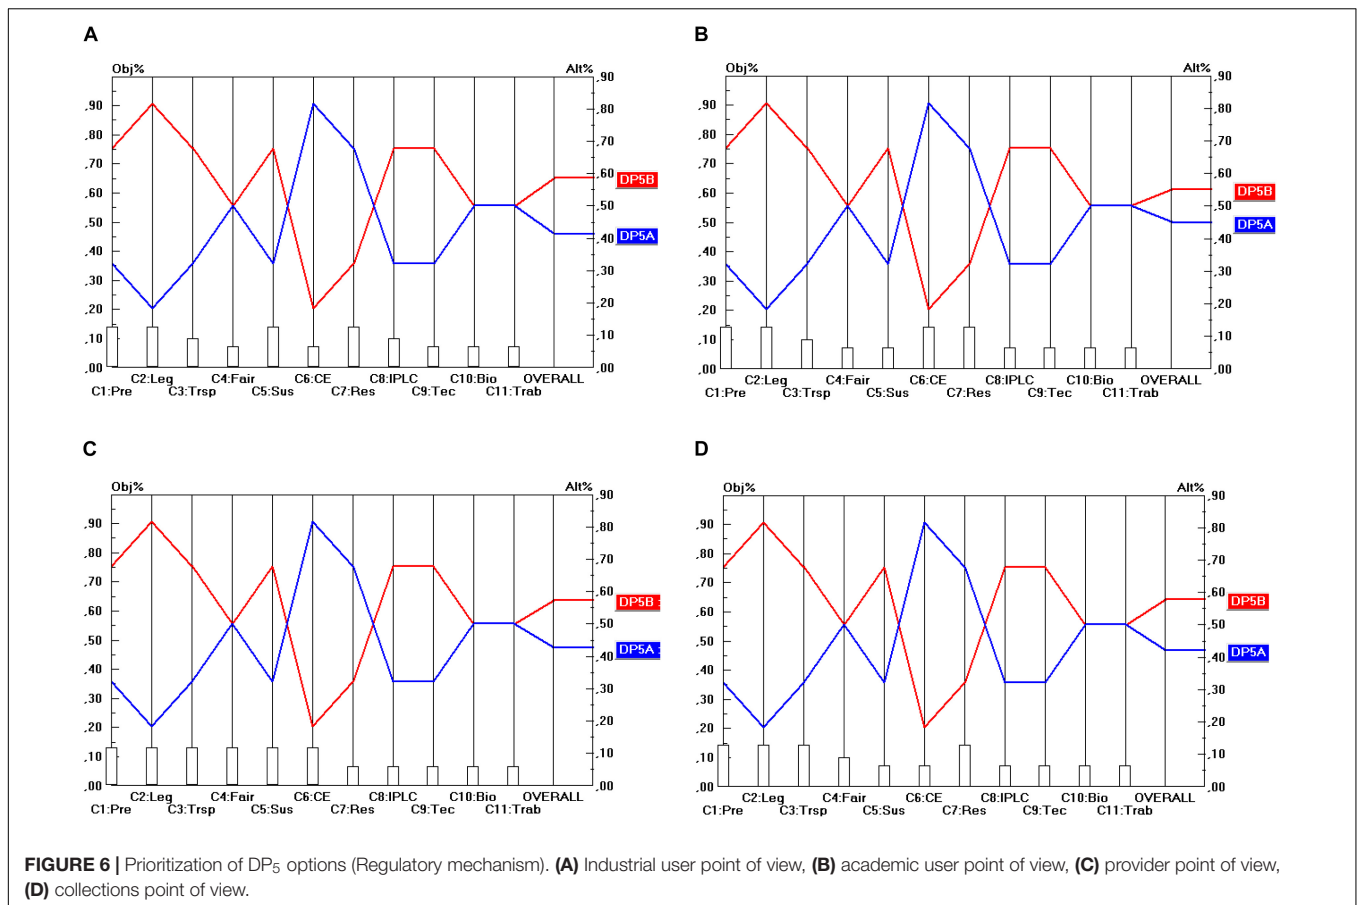 A
Obj%
Alt%
,90
,80
,70
,60
,50
,40
,30
,20
,10
,00
,90
,80
,70
,60
,50
,40
,30
,20
,10
,00
DP5B
DP5A
C2:Leg C4:Fair C6:CE C8:IPLC C10:Bio OVERALL
C1:Pre C3:Trsp C5:Sus C7:Res C9:Tec C11:Trab
B
Obj%
Alt%
,90
,80
,70
,60
,50
,40
,30
,20
,10
,00
,90
,80
,70
,60
,50
,40
,30
,20
,10
,00
DP5B
DP5A
C2:Leg C4:Fair C6:CE C8:IPLC C10:Bio OVERALL
C1:Pre C3:Trsp C5:Sus C7:Res C9:Tec C11:Trab
C
Obj%
Alt%
,90
,80
,70
,60
,50
,40
,30
,20
,10
,00
,90
,80
,70
,60
,50
,40
,30
,20
,10
,00
DP5B
DP5A
C2:Leg C4:Fair C6:CE C8:IPLC C10:Bio OVERALL
C1:Pre C3:Trsp C5:Sus C7:Res C9:Tec C11:Trab
D
Obj%
Alt%
,90
,80
,70
,60
,50
,40
,30
,20
,10
,00
,90
,80
,70
,60
,50
,40
,30
,20
,10
,00
DP5B
DP5A
C2:Leg C4:Fair C6:CE C8:IPLC C10:Bio OVERALL
C1:Pre C3:Trsp C5:Sus C7:Res C9:Tec C11:Trab
FIGURE 6 | Prioritization of DP₅ options (Regulatory mechanism). (A) Industrial user point of view, (B) academic user point of view, (C) provider point of view,
(D) collections point of view.